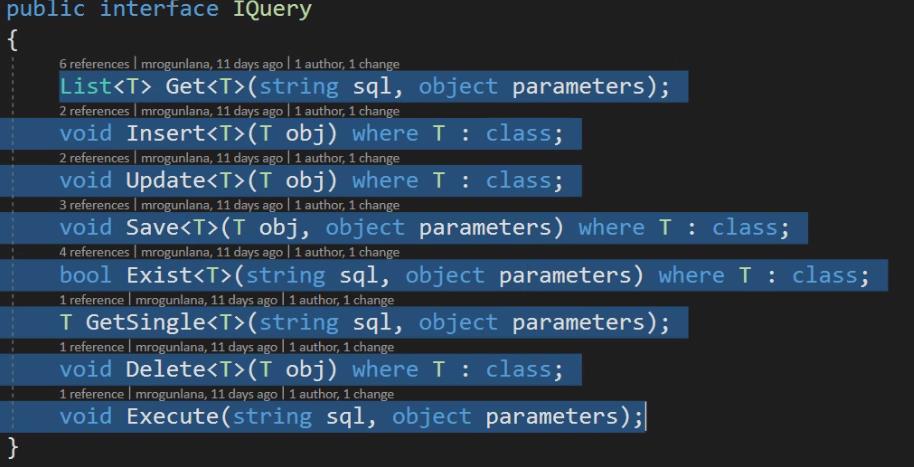 public interface IQuery
{
6 references | mrogunlana, 11 days ago | 1 author, 1 change
List<T> Get<T>(string sql, object parameters);
2 references | mrogunlana, 11 days ago | 1 author, 1 change
void Insert<T>(T obj) where T : class;
2 references | mrogunlana, 11 days ago | 1 author, 1 change
void Update<T>(T obj) where T : class;
3 references | mrogunlana, 11 days ago | 1 author, 1 change
void Save<T>(T obj, object parameters) where T : class;
4 references | mrogunlana, 11 days ago | 1 author, 1 change
bool Exist<T>(string sql, object parameters) where T : class;
1 reference | mrogunlana, 11 days ago | 1 author, 1 change
T GetSingle<T>(string sql, object parameters);
1 reference | mrogunlana, 11 days ago | 1 author, 1 change
void Delete<T>(T obj) where T : class;
1 reference | mrogunlana, 11 days ago | 1 author, 1 change
void Execute(string sql, object parameters);
}